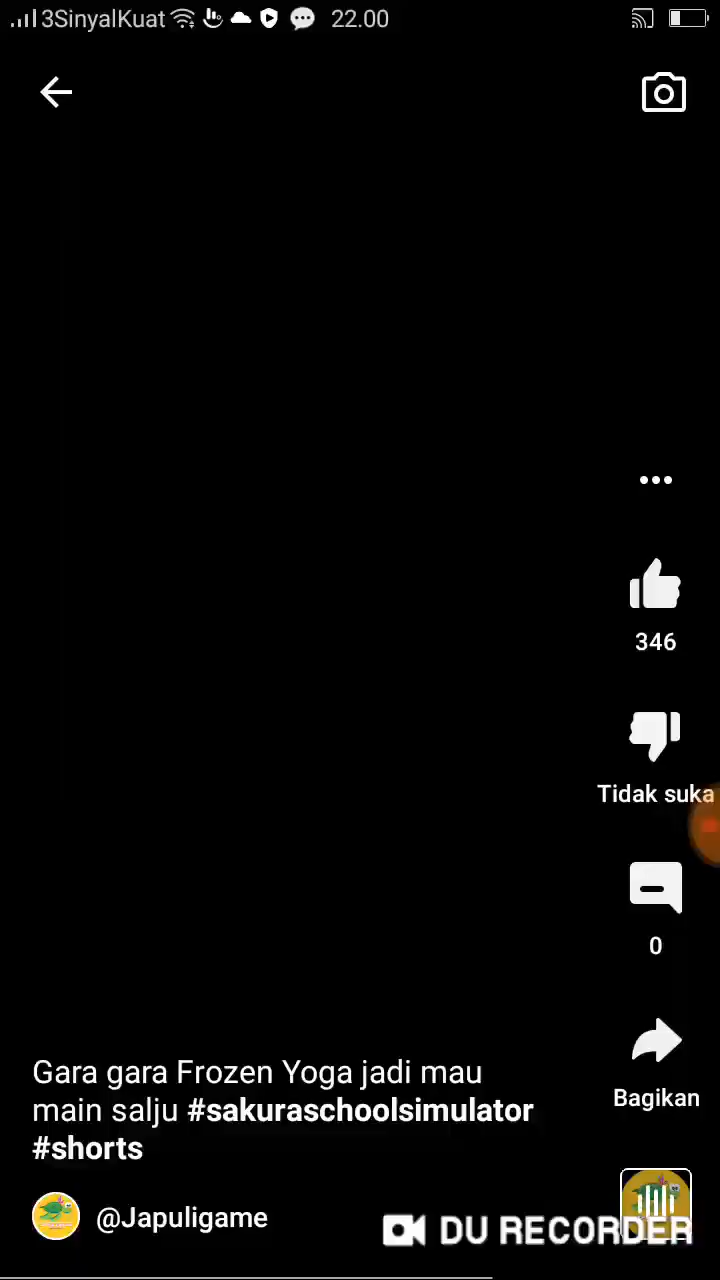 3SinyalKuat 22.00
346
Tidak suka
0
Bagikan
Gara gara Frozen Yoga jadi mau
main salju #sakuraschoolsimulator
#shorts
@Japuligame
DU RECORDER